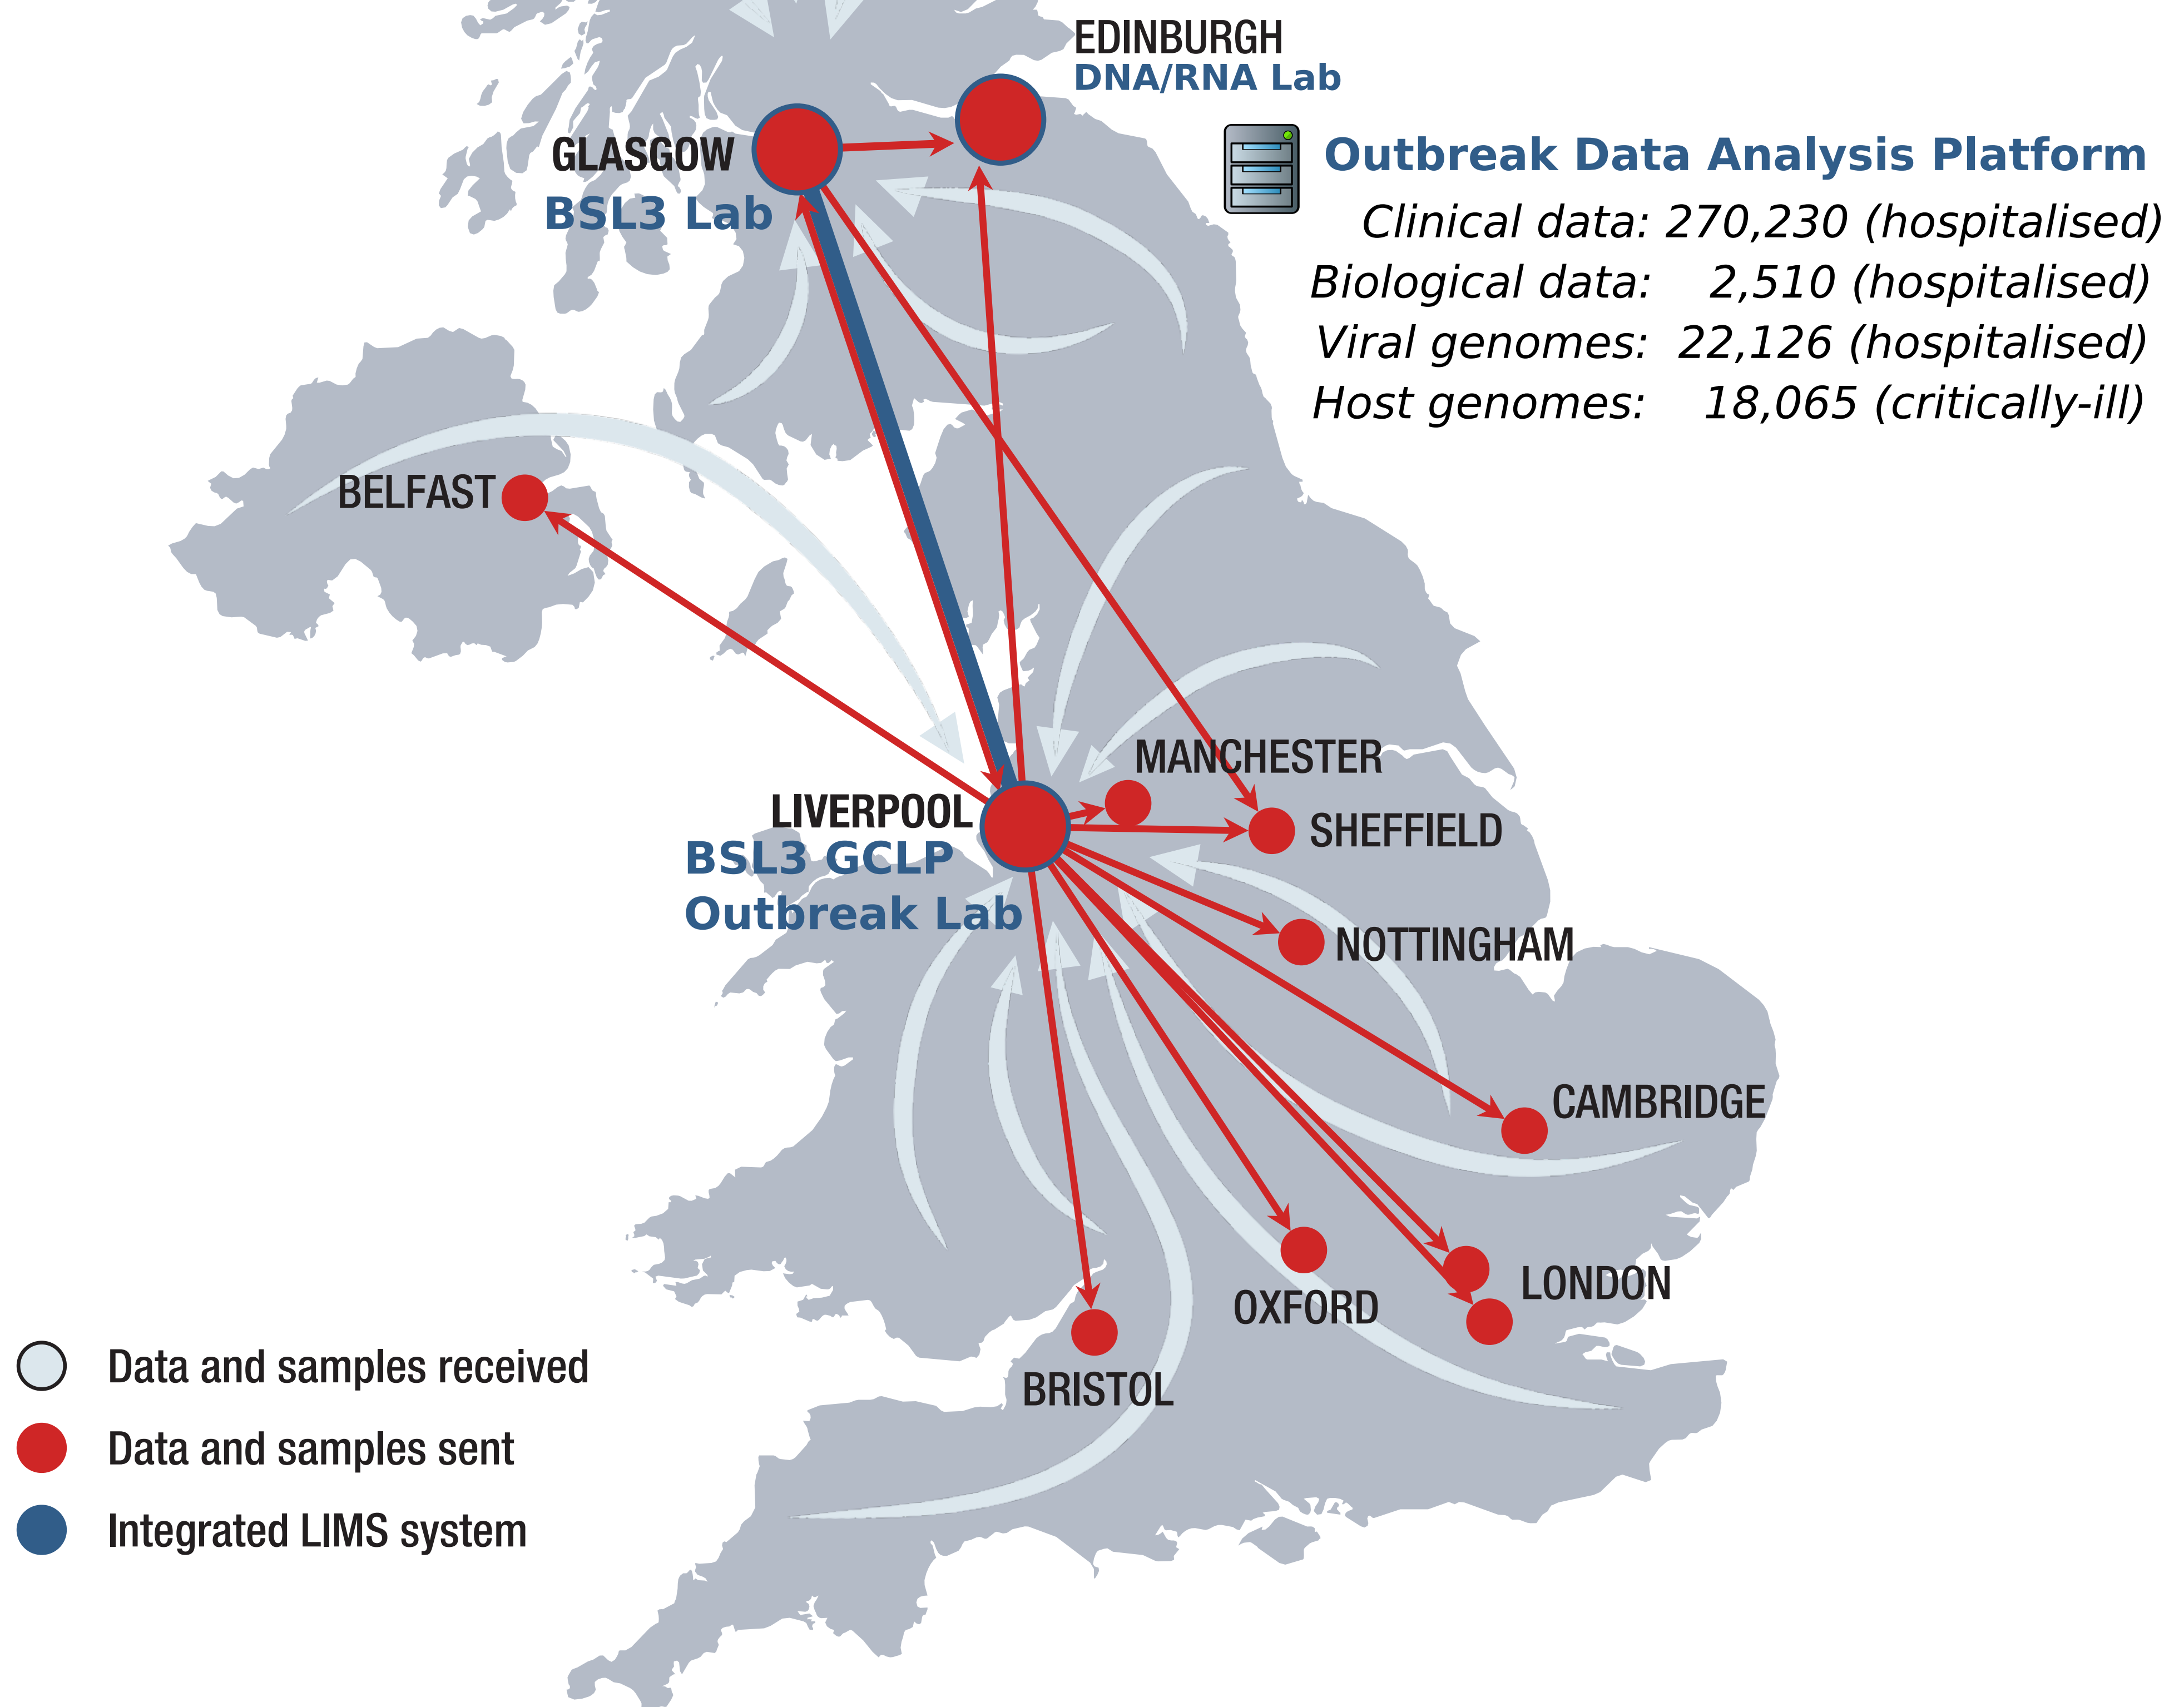 EDINBURGH
DNA/RNA Lab
GLASGOW
BSL3 Lab
Outbreak Data Analysis Platform
Clinical data: 270,230 (hospitalised)
Biological data: 2,510 (hospitalised)
Viral genomes: 22,126 (hospitalised)
Host genomes: 18,065 (critically-ill)
BELFAST
MANCHESTER
LIVERPOOL
BSL3 GCLP
Outbreak Lab
SHEFFIELD
NOTTINGHAM
CAMBRIDGE
LONDON
OXFORD
BRISTOL
Data and samples received
Data and samples sent
Integrated LIMS system